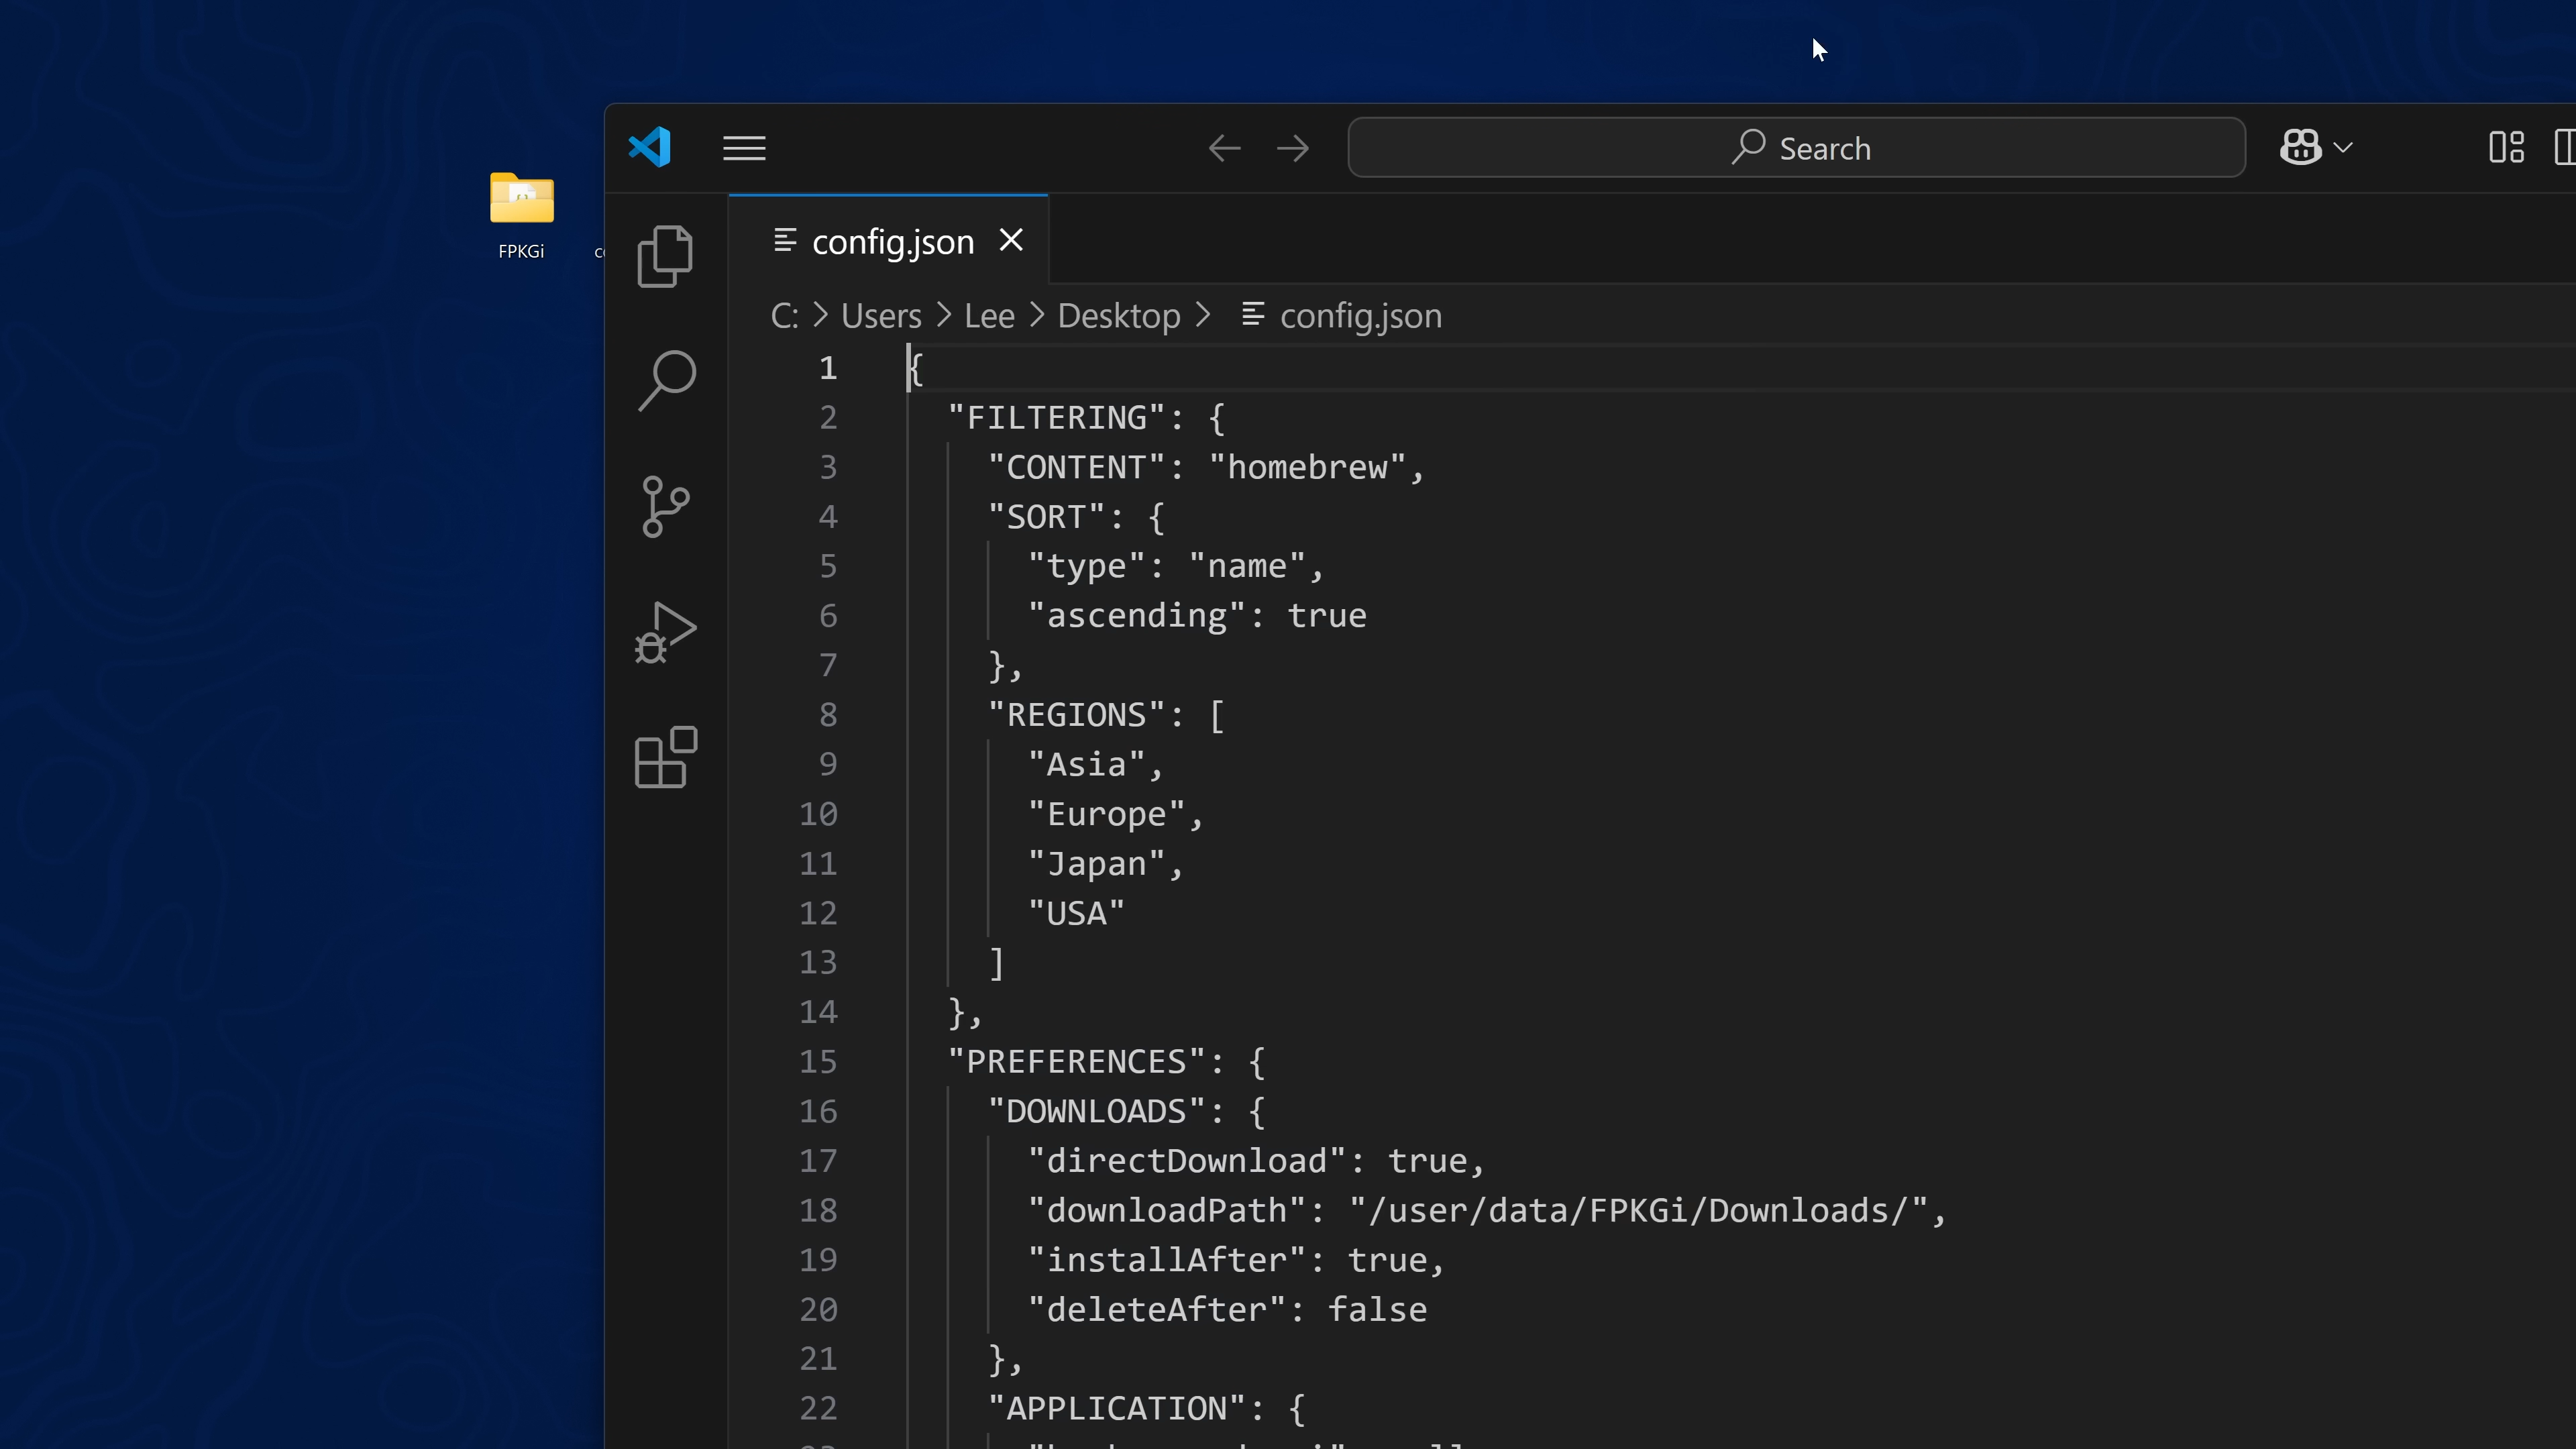 Search
FPKGi
config.json
C: > Users > Lee > Desktop > config.json
1 {
2 "FILTERING": {
3 "CONTENT": "homebrew",
4 "SORT": {
5 "type": "name",
6 "ascending": true
7 },
8 "REGIONS": [
9 "Asia",
10 "Europe",
11 "Japan",
12 "USA"
13 ]
14 },
15 "PREFERENCES": {
16 "DOWNLOADS": {
17 "directDownload": true,
18 "downloadPath": "/user/data/FPKGi/Downloads/",
19 "installAfter": true,
20 "deleteAfter": false
21 },
22 "APPLICATION": {